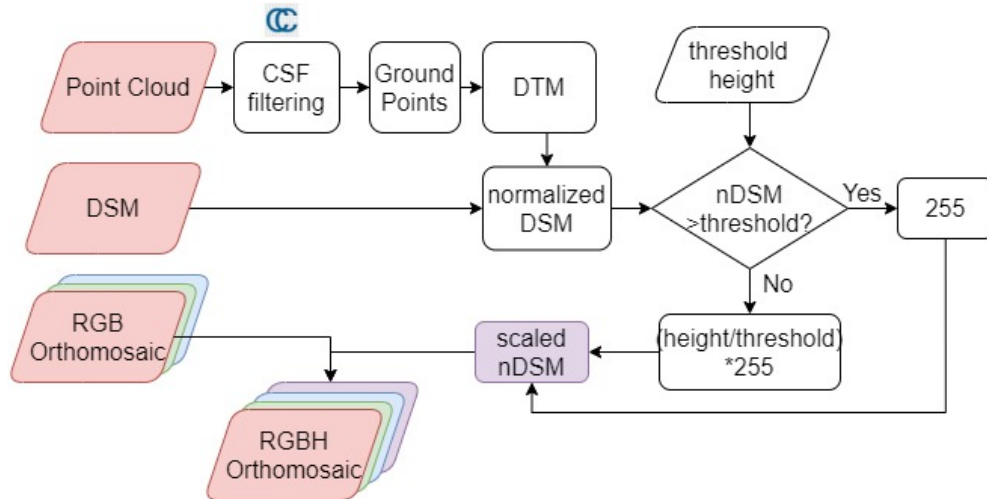 Point Cloud
CSF
filtering
Ground
Points
DTM
threshold
height
DSM
normalized
DSM
nDSM
>threshold?
Yes
255
No
RGB
Orthomosaic
scaled
nDSM
(height/threshold)
*255
RGBH
Orthomosaic